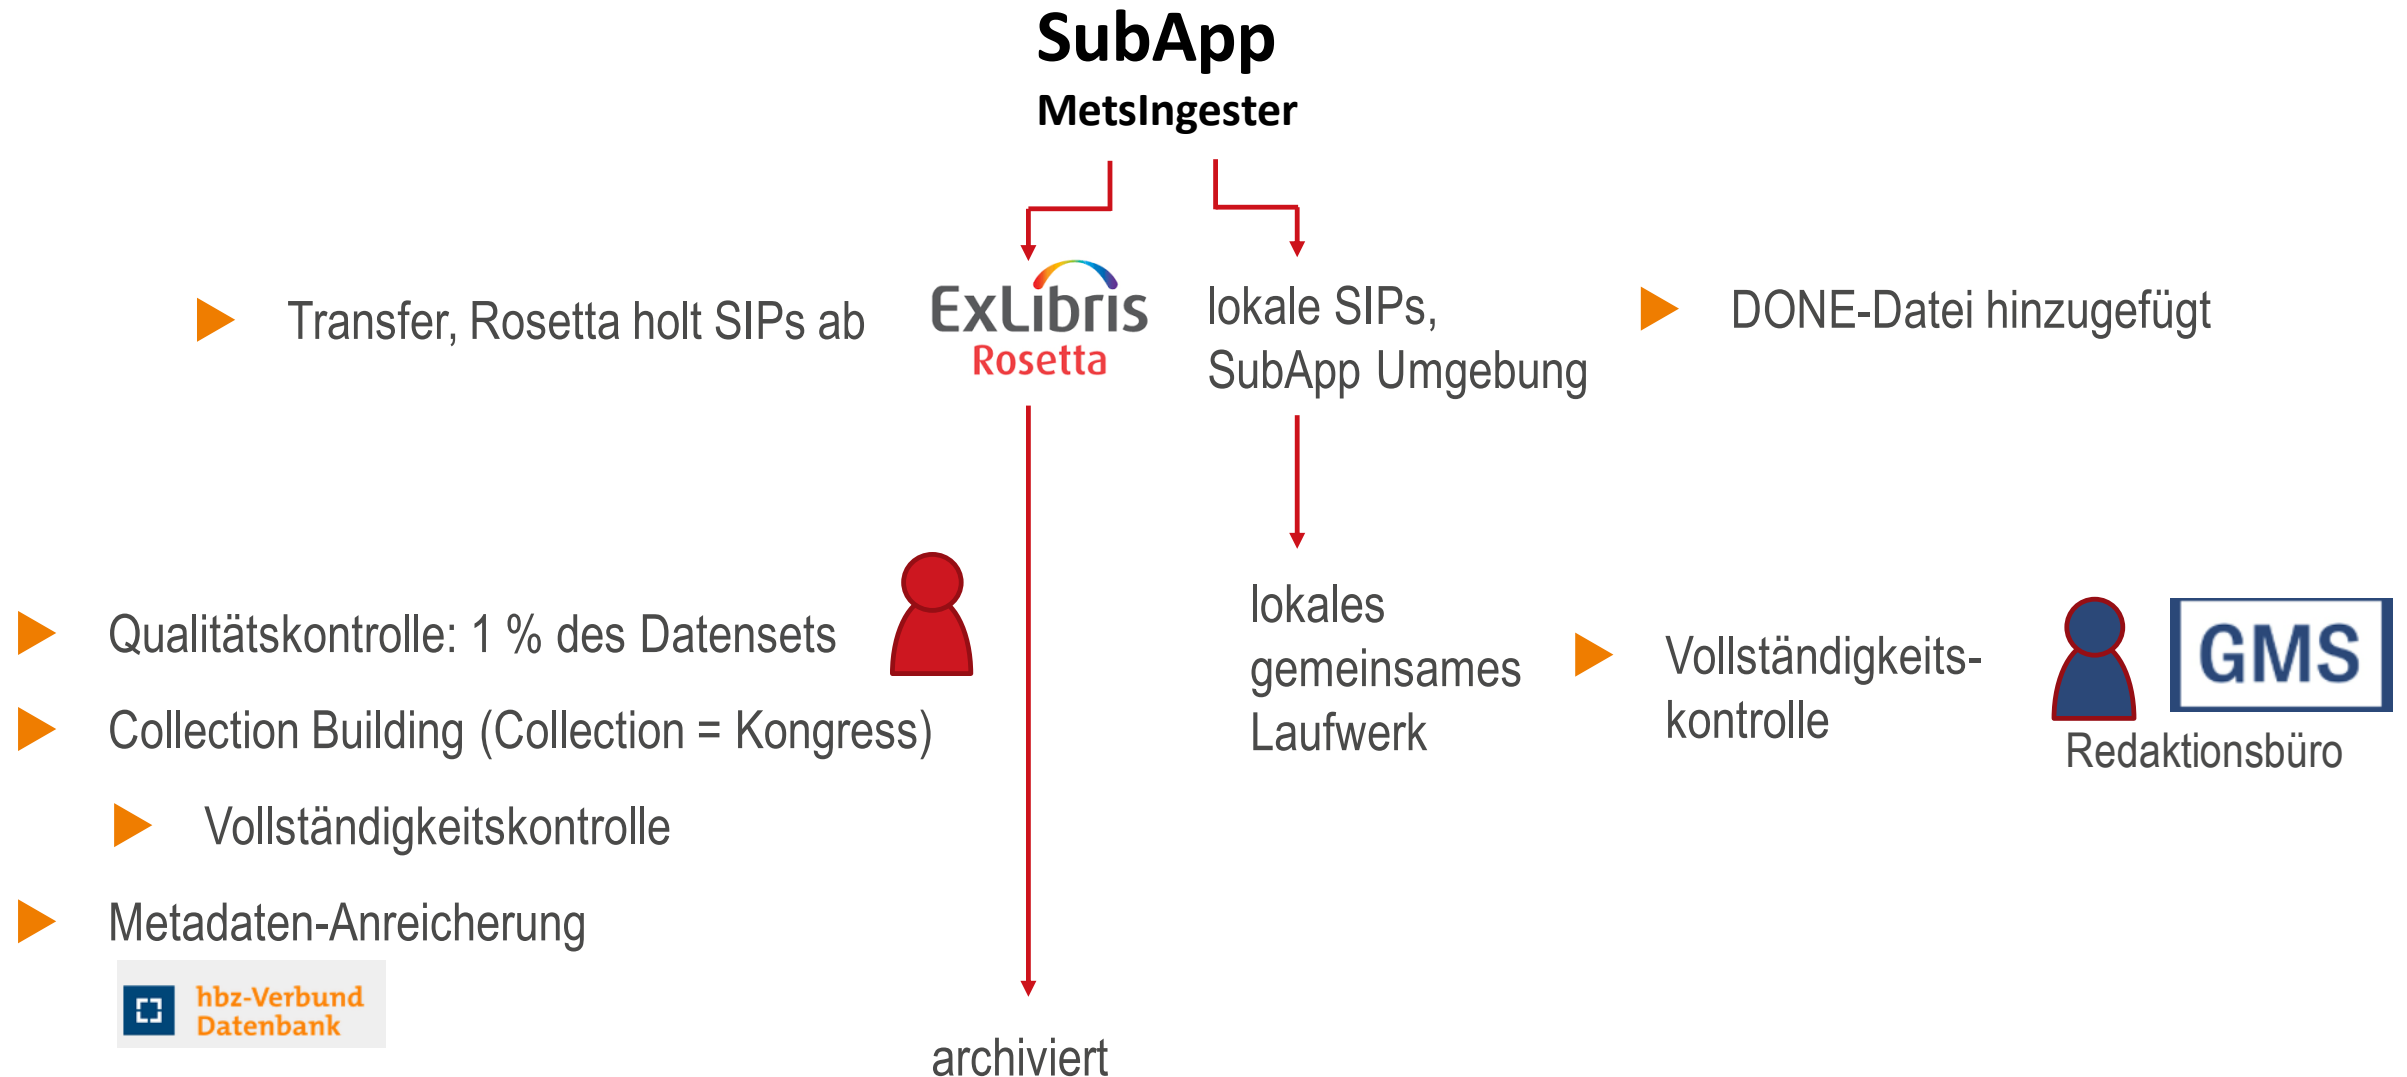 SubApp
MetsIngester
Transfer, Rosetta holt SIPs ab
ExLibris
Rosetta
lokale SIPs,
SubApp Umgebung
DONE-Datei hinzugefügt
Qualitätskontrolle: 1 % des Datensets
Collection Building (Collection = Kongress)
Vollständigkeitskontrolle
Metadaten-Anreicherung
hbz-Verbund
Datenbank
archiviert
lokales
gemeinsames
Laufwerk
Vollständigkeits-
kontrolle
GMS
Redaktionsbüro